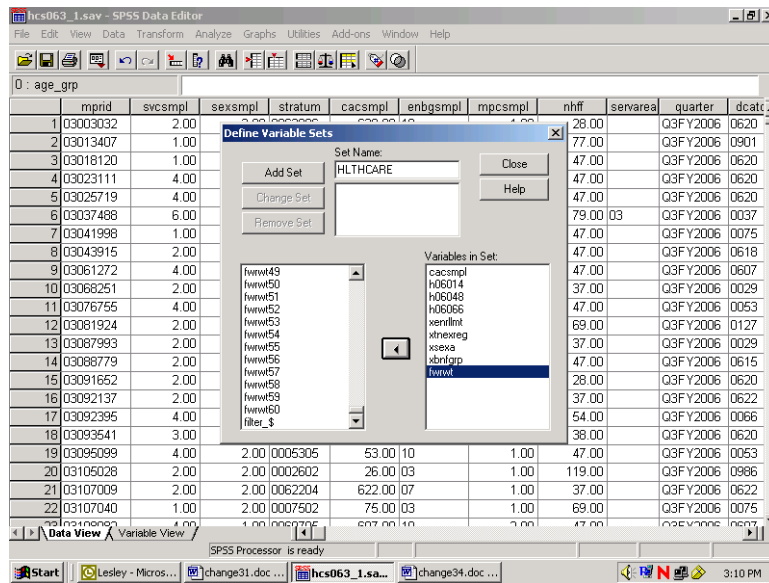 hcs063_1.sav - SPSS Data Editor
File Edit View Data Transform Analyze Graphs Utilities Add-ons Window Help
0 : age_grp
mprid svcsmpl sexsmpl stratum cacsmpl enbgsmpl mpcsmpl nhff servarea quarter dcatc
1 03003032 2.00 28.00 Q3FY2006 0620
2 03013407 1.00 77.00 Q3FY2006 0901
3 03018120 1.00 47.00 Q3FY2006 0620
4 03023111 4.00 47.00 Q3FY2006 0620
5 03025719 4.00 47.00 Q3FY2006 0620
6 03037488 6.00 79.00 03 Q3FY2006 0037
7 03041998 1.00 47.00 Q3FY2006 0075
8 03043915 2.00 47.00 Q3FY2006 0618
9 03061272 4.00 47.00 Q3FY2006 0607
10 03068251 2.00 37.00 Q3FY2006 0029
11 03076755 4.00 47.00 Q3FY2006 0053
12 03081924 2.00 69.00 Q3FY2006 0127
13 03087993 2.00 37.00 Q3FY2006 0029
14 03088779 2.00 47.00 Q3FY2006 0615
15 03091652 2.00 28.00 Q3FY2006 0620
16 03092137 2.00 37.00 Q3FY2006 0622
17 03092395 4.00 54.00 Q3FY2006 0066
18 03093541 3.00 38.00 Q3FY2006 0620
19 03095099 4.00 2.00 0005305 53.00 10 1.00 47.00 Q3FY2006 0053
20 03105028 2.00 2.00 0002602 26.00 03 1.00 119.00 Q3FY2006 0986
21 03107009 2.00 2.00 0062204 622.00 07 1.00 37.00 Q3FY2006 0622
22 03107040 1.00 2.00 0007502 75.00 03 1.00 69.00 Q3FY2006 0075
Define Variable Sets
Set Name:
HLTHCARE
Add Set
Change Set
Remove Set
Close
Help
fwrwt49
fwrwt50
fwrwt51
fwrwt52
fwrwt53
fwrwt54
fwrwt55
fwrwt56
fwrwt57
fwrwt58
fwrwt59
fwrwt60
filter_$
Variables in Set:
cacsmpl
h06014
h06048
h06066
xenrllmt
xtnexreg
xsexa
xbnfgrp
fwrwt
Data View Variable View
SPSS Processor is ready
Start Lesley - Micros... change31.doc ... hcs063_1.sa... change34.doc ... 3:10 PM